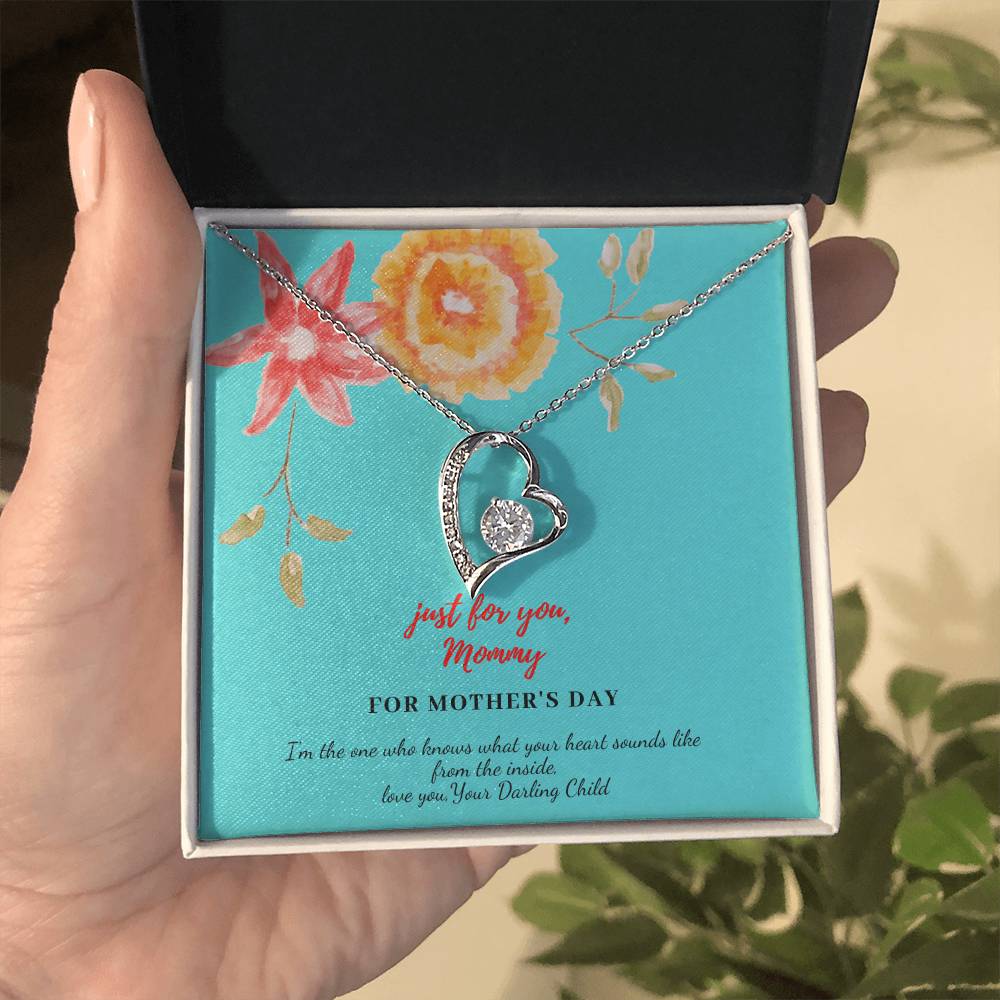 just for you,
Mommy
FOR MOTHER'S DAY
I'm the one who knows what your heart sounds like
from the inside.
love you,Your Darling Child